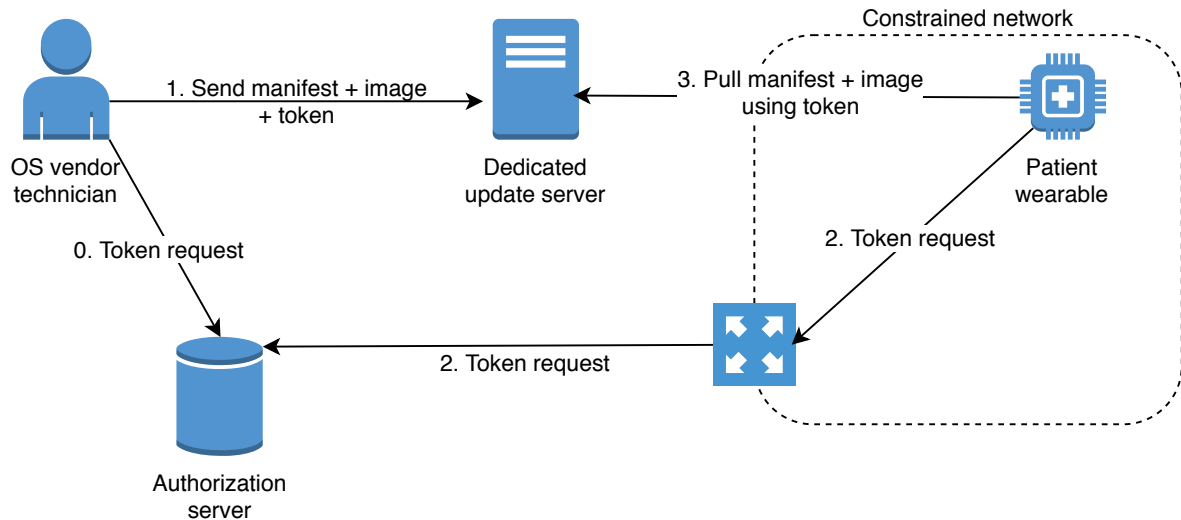 Constrained network
1. Send manifest + image
+ token
3. Pull manifest + image
using token
OS vendor
technician
Dedicated
update server
Patient
wearable
0. Token request
2. Token request
2. Token request
Authorization
server